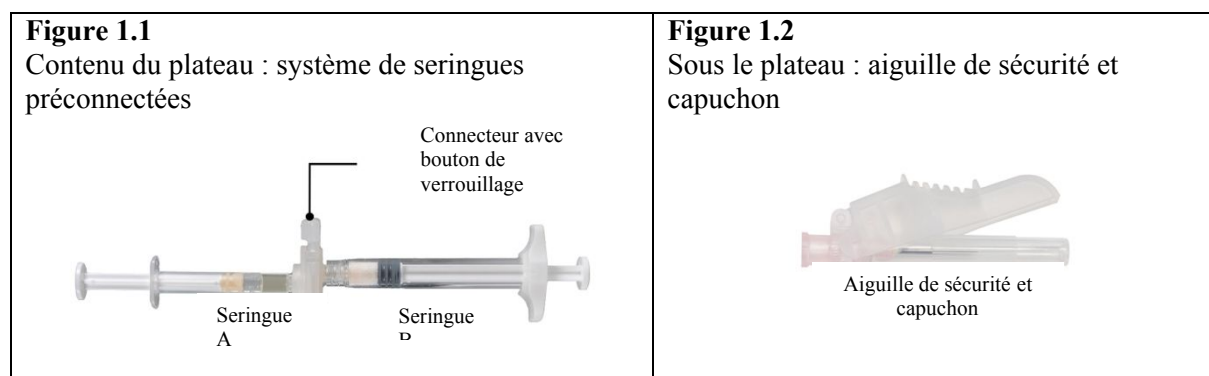 Figure 1.1
Contenu du plateau : système de seringues
préconnectées
Connecteur avec
bouton de
verrouillage
Seringue
A
Seringue
B
Figure 1.2
Sous le plateau : aiguille de sécurité et
capuchon
Aiguille de sécurité et
capuchon